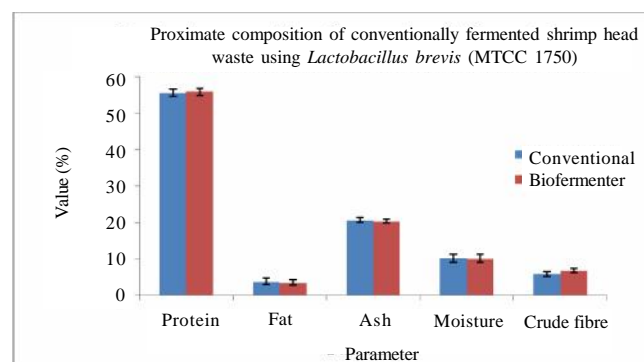 Proximate composition of conventionally fermented shrimp head
waste using Lactobacillus brevis (MTCC 1750)
60
50
40
30
20
10
0
Value (%)
Conventional
Biofermenter
Protein Fat Ash Moisture Crude fibre
Parameter